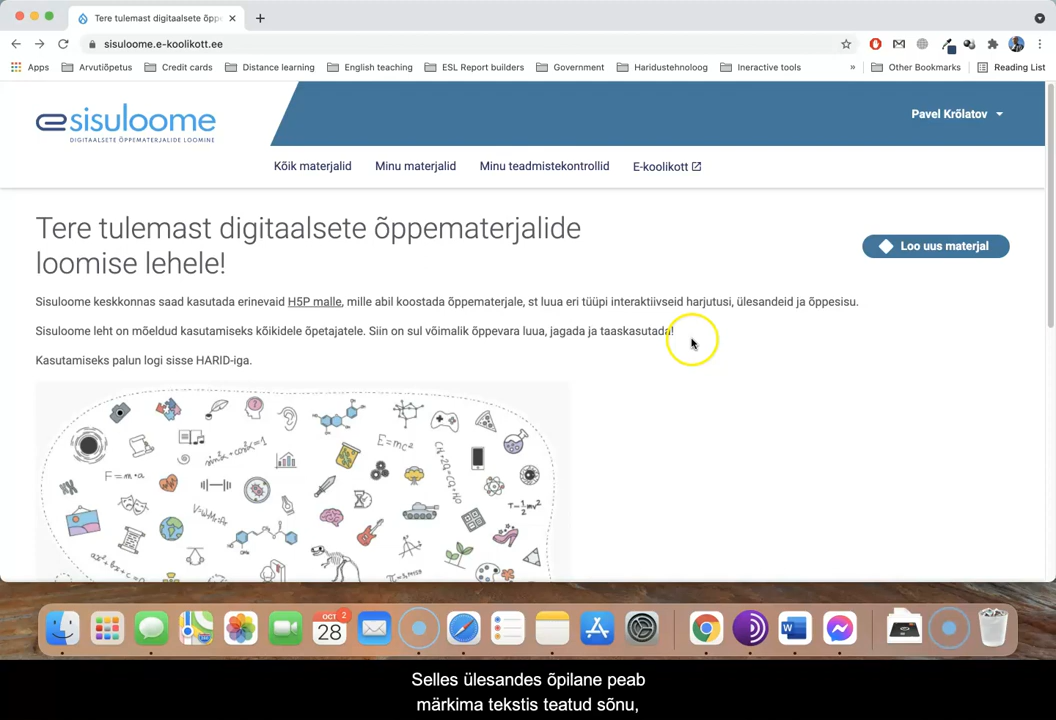 Tere tulemast digitaalsete õppe
sisuloome.e-koolikott.ee
Apps Arvutiõpetus Credit cards Distance learning English teaching ESL Report builders Government Haridustehnoloog Ineractive tools » Other Bookmarks Reading List
esisuloome
DIGITAALSETE ÕPPEMATERJALIDE LOOMINE
Pavel Krõlatov
Kõik materjalid Minu materjalid Minu teadmistekontrollid E-koolikott
Tere tulemast digitaalsete õppematerjalide
loomise lehele!
Loo uus materjal
Sisuloome keskkonnas saad kasutada erinevaid H5P malle, mille abil koostada õppematerjale, st luua eri tüüpi interaktiivseid harjutusi, ülesandeid ja õppesisu.
Sisuloome leht on mõeldud kasutamiseks kõikidele õpetajatele. Siin on sul võimalik õppevara luua, jagada ja taaskasutada!
Kasutamiseks palun logi sisse HARID-iga.
E=mc²
F=m·a
OCT 2
28
W
Selles ülesandes õpilane peab
märkima tekstis teatud sõnu,